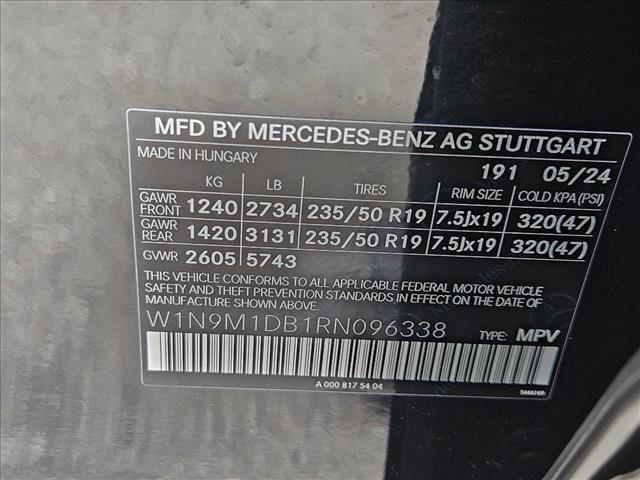 MFD BY MERCEDES-BENZ AG STUTTGART
MADE IN HUNGARY 191 05/24
KG LB TIRES RIM SIZE COLD KPA (PSI)
GAWR FRONT 1240 2734 235/50 R19 7.5Jx19 320(47)
GAWR REAR 1420 3131 235/50 R19 7.5Jx19 320(47)
GVWR 2605 5743
THIS VEHICLE CONFORMS TO ALL APPLICABLE FEDERAL MOTOR VEHICLE
SAFETY AND THEFT PREVENTION STANDARDS IN EFFECT ON THE DATE OF
MANUFACTURE SHOWN ABOVE.
W1N9M1DB1RN096338 TYPE: MPV
A 000 817 54 04